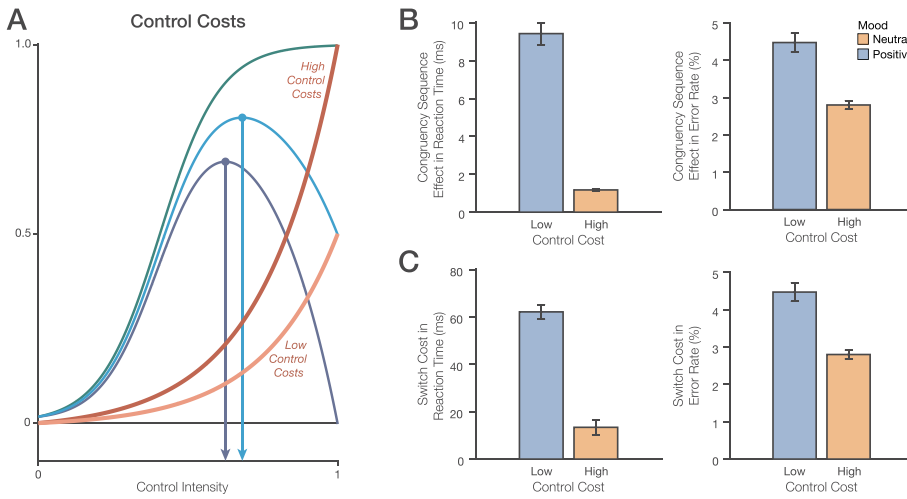 A
Control Costs
1.0
0.5
0
High
Control
Costs
Low
Control
Costs
0
1
Control Intensity
B
Congruency Sequence
Effect in Reaction Time (ms)
10
8
6
4
2
0
Low
High
Control Cost
Congruency Sequence
Effect in Error Rate (%)
5
4
3
2
1
0
Low
High
Control Cost
Mood
Neutra
Positiv
C
Switch Cost in
Reaction Time (ms)
80
60
40
20
0
Low
High
Control Cost
Switch Cost in
Error Rate (%)
5
4
3
2
1
0
Low
High
Control Cost